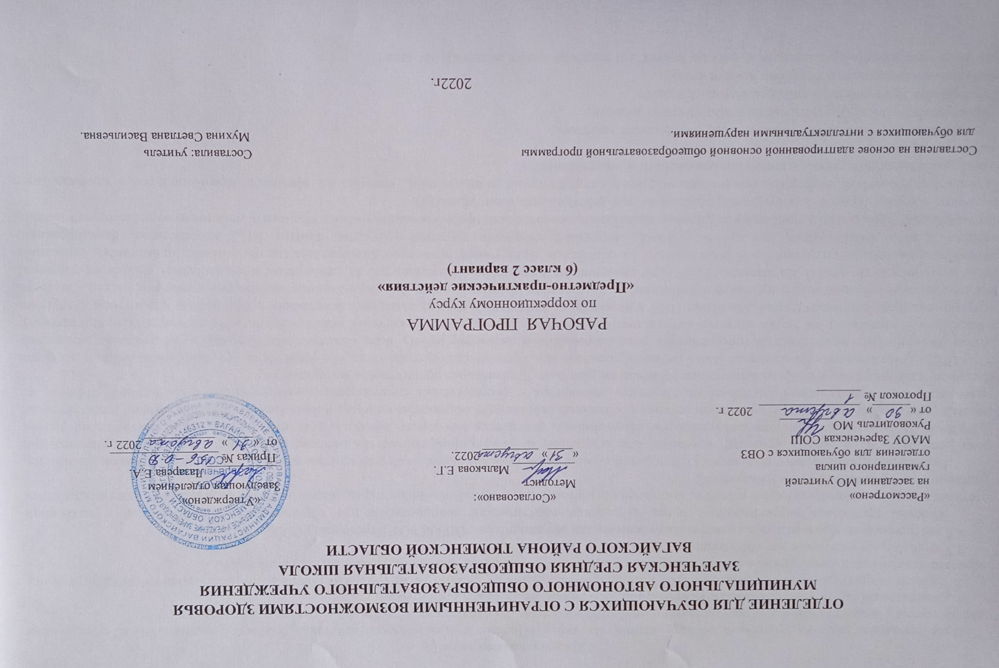 ОТДЕЛЕНИЕ ДЛЯ ОБУЧАЮЩИХСЯ С ОГРАНИЧЕННЫМИ ВОЗМОЖНОСТЯМИ ЗДОРОВЬЯ
МУНИЦИПАЛЬНОГО АВТОНОМНОГО ОБЩЕОБРАЗОВАТЕЛЬНОГО УЧРЕЖДЕНИЯ
ЗАРЕЧЕНСКАЯ СРЕДНЯЯ ОБЩЕОБРАЗОВАТЕЛЬНАЯ ШКОЛА
ВАГАЙСКОГО РАЙОНА ТЮМЕНСКОЙ ОБЛАСТИ
«Рассмотрено»
на заседании МО учителей
гуманитарного цикла
отделения для обучающихся с ОВЗ
МАОУ Зареченская СОШ
Руководитель МО
от « 30 » августа 2022 г.
Протокол № 1
«Согласовано»:
Методист
Малькова Е.Г.
« 31 » августа 2022.
«Утверждено»:
Заведующая отделением
Лазарева Е.А.
Приказ №
от « 31 » августа 2022 г.
РАБОЧАЯ ПРОГРАММА
по коррекционному курсу
«Предметно-практические действия»
(6 класс 2 вариант)
Составлена на основе адаптированной основной общеобразовательной программы
для обучающихся с интеллектуальными нарушениями.
Составила: учитель
Мухина Светлана Васильевна.
2022г.